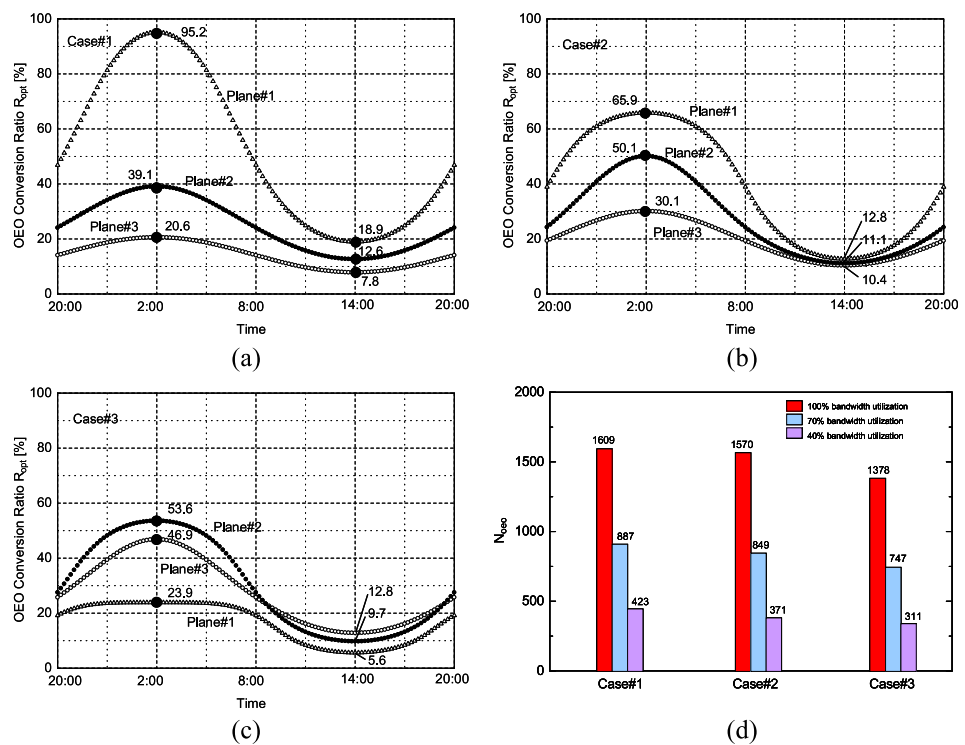 OEO Conversion Ratio Ropt [%]
100
80
60
40
20
0
Case#1
95.2
Plane#1
39.1
Plane#2
Plane#3
20.6
18.9
12.6
7.8
20:00 2:00 8:00 14:00 20:00
Time
(a)
OEO Conversion Ratio Ropt [%]
100
80
60
40
20
0
Case#2
65.9
Plane#1
50.1
Plane#2
30.1
Plane#3
12.8
11.1
10.4
20:00 2:00 8:00 14:00 20:00
Time
(b)
OEO Conversion Ratio Ropt [%]
100
80
60
40
20
0
Case#3
53.6
Plane#2
46.9
Plane#3
23.9
Plane#1
12.8
9.7
5.6
20:00 2:00 8:00 14:00 20:00
Time
(c)
Noeo
2000
1500
1000
500
0
100% bandwidth utilization
70% bandwidth utilization
40% bandwidth utilization
1609
887
423
1570
849
371
1378
747
311
Case#1 Case#2 Case#3
(d)